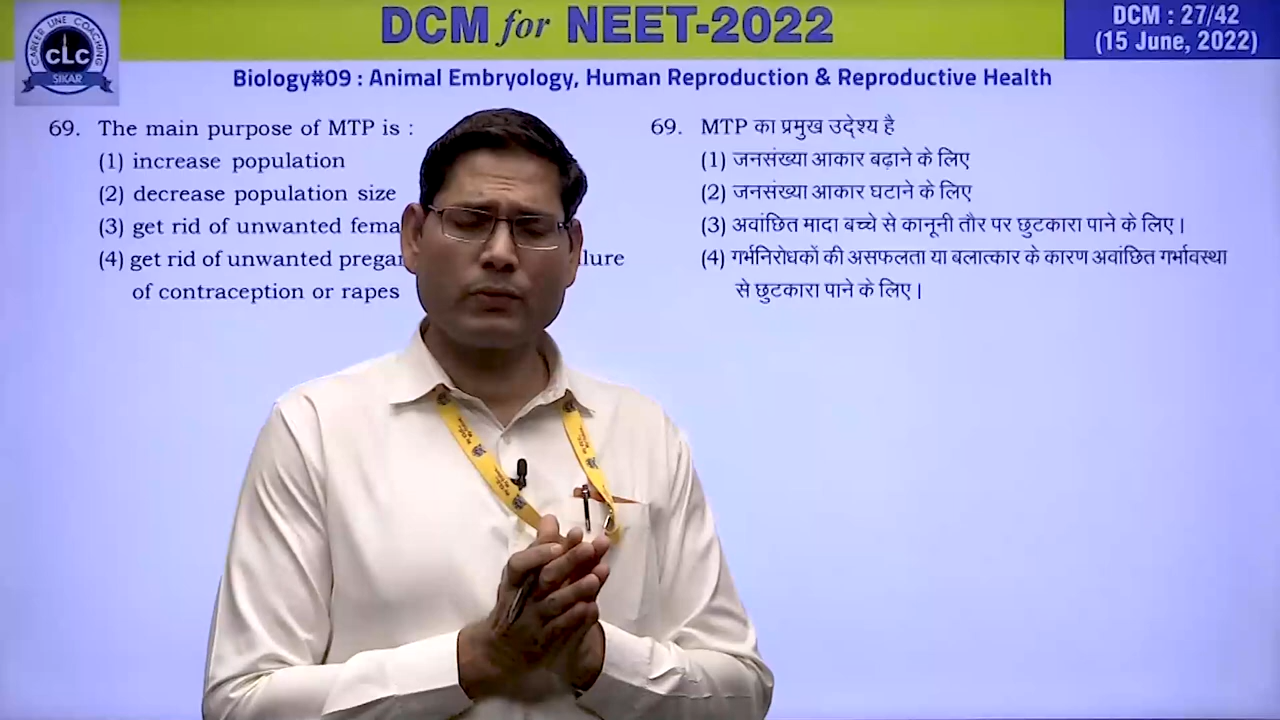 DCM for NEET-2022
DCM : 27/42
(15 June, 2022)
CAREER LINE COACHING
CLC
SIKAR
Biology#09 : Animal Embryology, Human Reproduction & Reproductive Health
69. The main purpose of MTP is :
(1) increase population
(2) decrease population size
(3) get rid of unwanted
(4) get rid of unwanted
of contraception or rapes
69. MTP का प्रमुख उद्देश्य है
(1) जनसंख्या आकार बढ़ाने के लिए
(2) जनसंख्या आकार घटाने के लिए
(3) अवांछित मादा बच्चे से कानूनी तौर पर छुटकारा पाने के लिए।
(4) गर्भनिरोधकों की असफलता या बलात्कार के कारण अवांछित गर्भावस्था
से छुटकारा पाने के लिए।